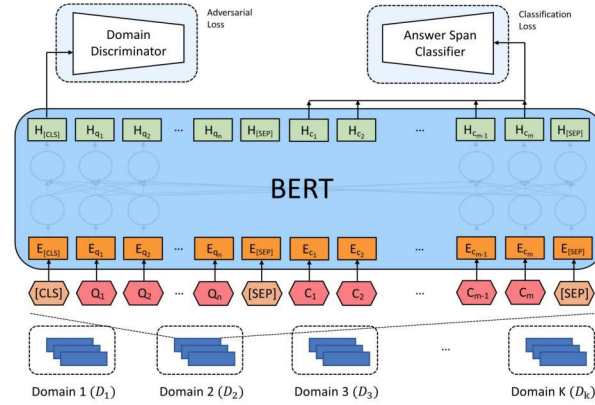 Domain
Discriminator
Adversarial
Loss
Answer Span
Classifier
Classification
Loss
H[CLS] Hq1 Hq2 ... Hqn H[SEP] Hc1 Hc2 ... Hcm-1 Hcm H[SEP]
BERT
E[CLS] Eq1 Eq2 ... Eqn E[SEP] Ec1 Ec2 ... Ecm-1 Ecm E[SEP]
[CLS] Q1 Q2 ... Qn [SEP] C1 C2 ... Cm-1 Cm [SEP]
...
Domain 1 (D1) Domain 2 (D2) Domain 3 (D3) Domain K (Dk)